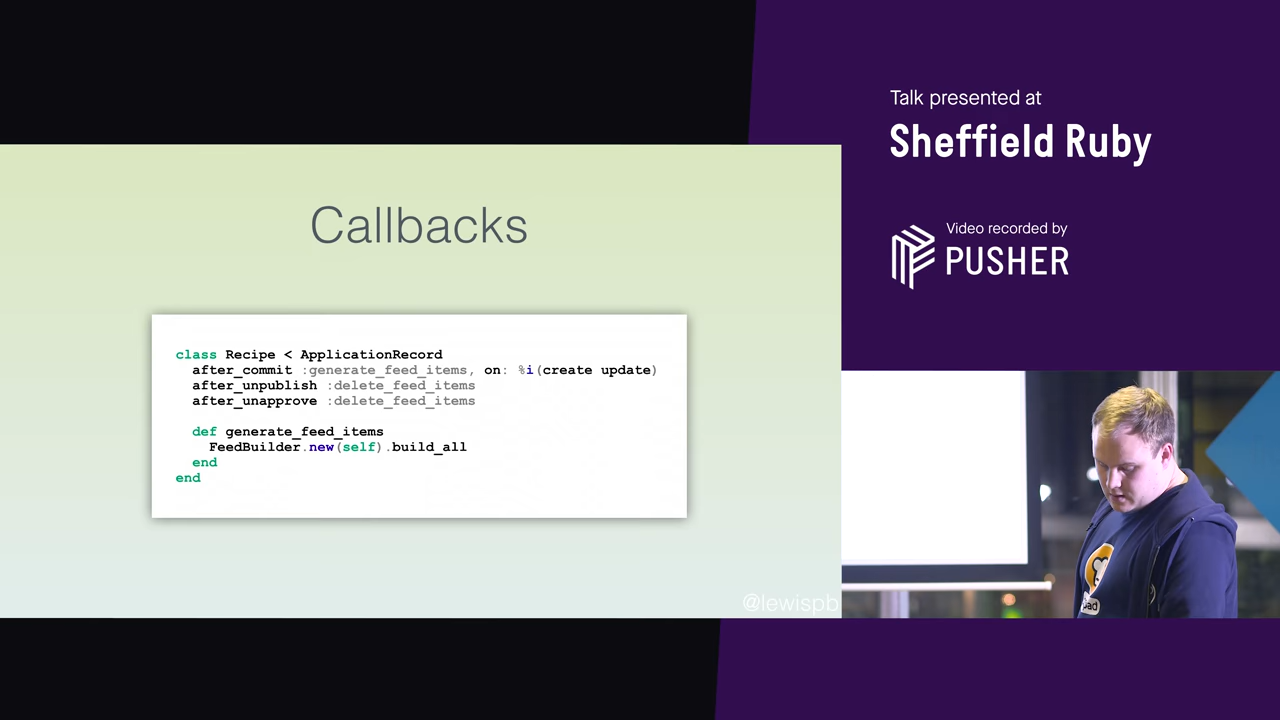 Talk presented at
Sheffield Ruby
Video recorded by
PUSHER
Callbacks
class Recipe < ApplicationRecord
  after_commit :generate_feed_items, on: %i(create update)
  after_unpublish :delete_feed_items
  after_unapprove :delete_feed_items

  def generate_feed_items
    FeedBuilder.new(self).build_all
  end
end
@lewispb